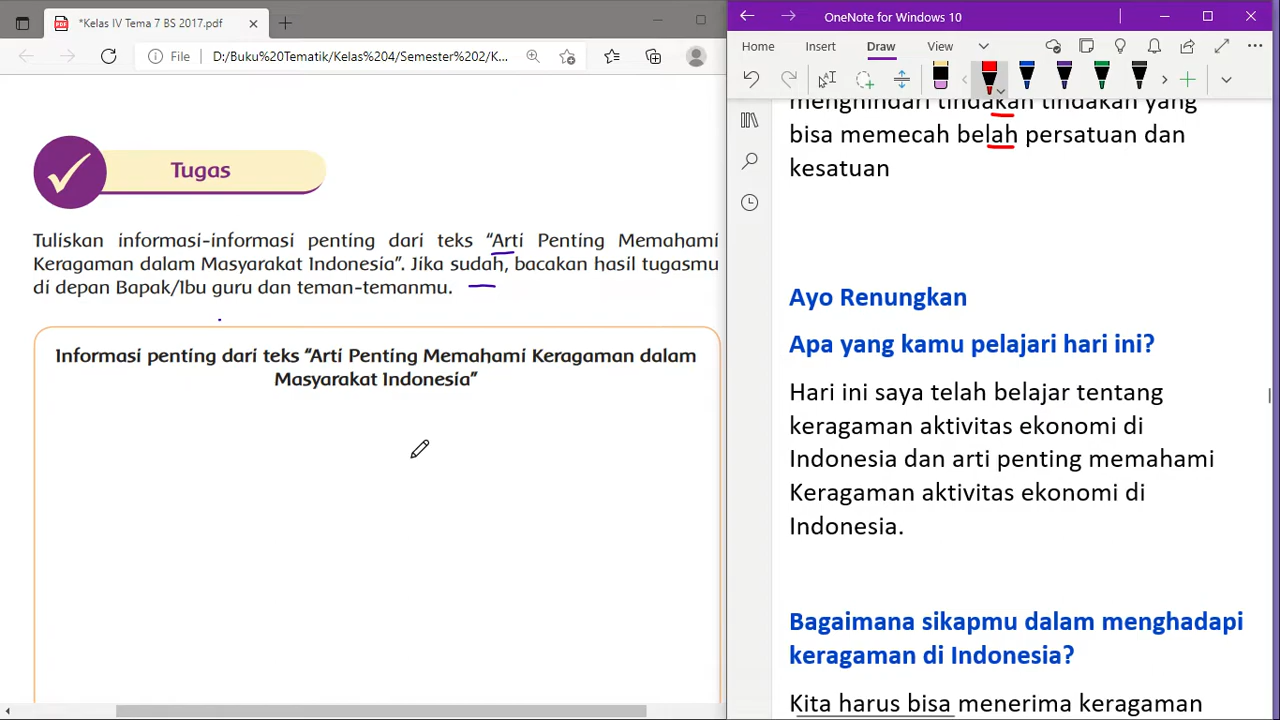 *Kelas IV Tema 7 BS 2017.pdf
File
D:/Buku%20Tematik/Kelas%204/Semester%202/K...
Tugas
Tuliskan informasi-informasi penting dari teks “Arti Penting Memahami
Keragaman dalam Masyarakat Indonesia”. Jika sudah, bacakan hasil tugasmu
di depan Bapak/Ibu guru dan teman-temanmu.
Informasi penting dari teks “Arti Penting Memahami Keragaman dalam
Masyarakat Indonesia”
OneNote for Windows 10
Home Insert Draw View
menghindari tindakan tindakan yang
bisa memecah belah persatuan dan
kesatuan
Ayo Renungkan
Apa yang kamu pelajari hari ini?
Hari ini saya telah belajar tentang
keragaman aktivitas ekonomi di
Indonesia dan arti penting memahami
Keragaman aktivitas ekonomi di
Indonesia.
Bagaimana sikapmu dalam menghadapi
keragaman di Indonesia?
Kita harus bisa menerima keragaman